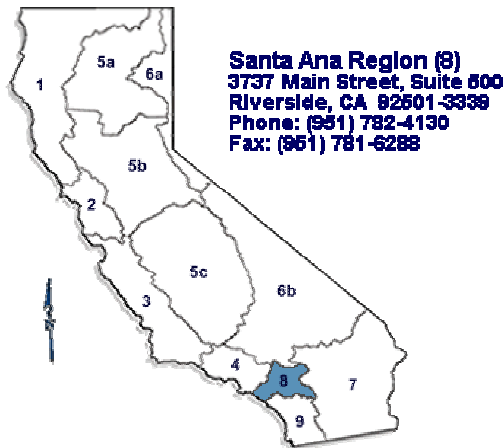 Santa Ana Region (8)
3737 Main Street, Suite 500
Riverside, CA 92501-3339
Phone: (951) 782-4130
Fax: (951) 781-6288
1
5a
6a
5b
2
5c
3
6b
4
8
7
9